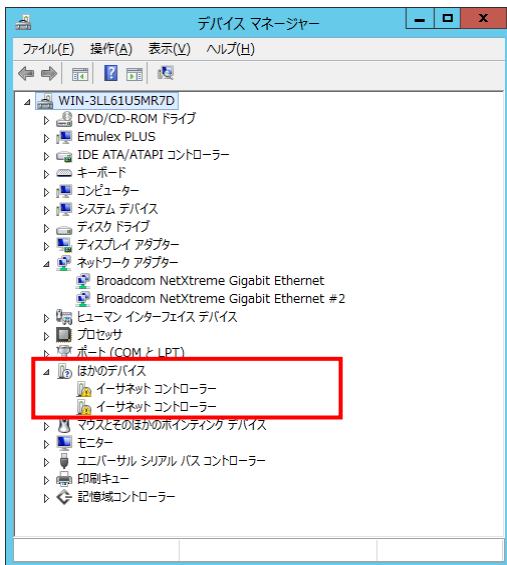 デバイス マネージャー
ファイル(F) 操作(A) 表示(V) ヘルプ(H)
WIN-3LL61U5MR7D
DVD/CD-ROM ドライブ
Emulex PLUS
IDE ATA/ATAPI コントローラー
キーボード
コンピューター
システム デバイス
ディスク ドライブ
ディスプレイ アダプター
ネットワーク アダプター
Broadcom NetXtreme Gigabit Ethernet
Broadcom NetXtreme Gigabit Ethernet #2
ヒューマン インターフェイス デバイス
プロセッサ
ポート (COM と LPT)
ほかのデバイス
イーサネット コントローラー
イーサネット コントローラー
マウスとそのほかのポインティング デバイス
モニター
ユニバーサル シリアル バス コントローラー
印刷キュー
記憶域コントローラー